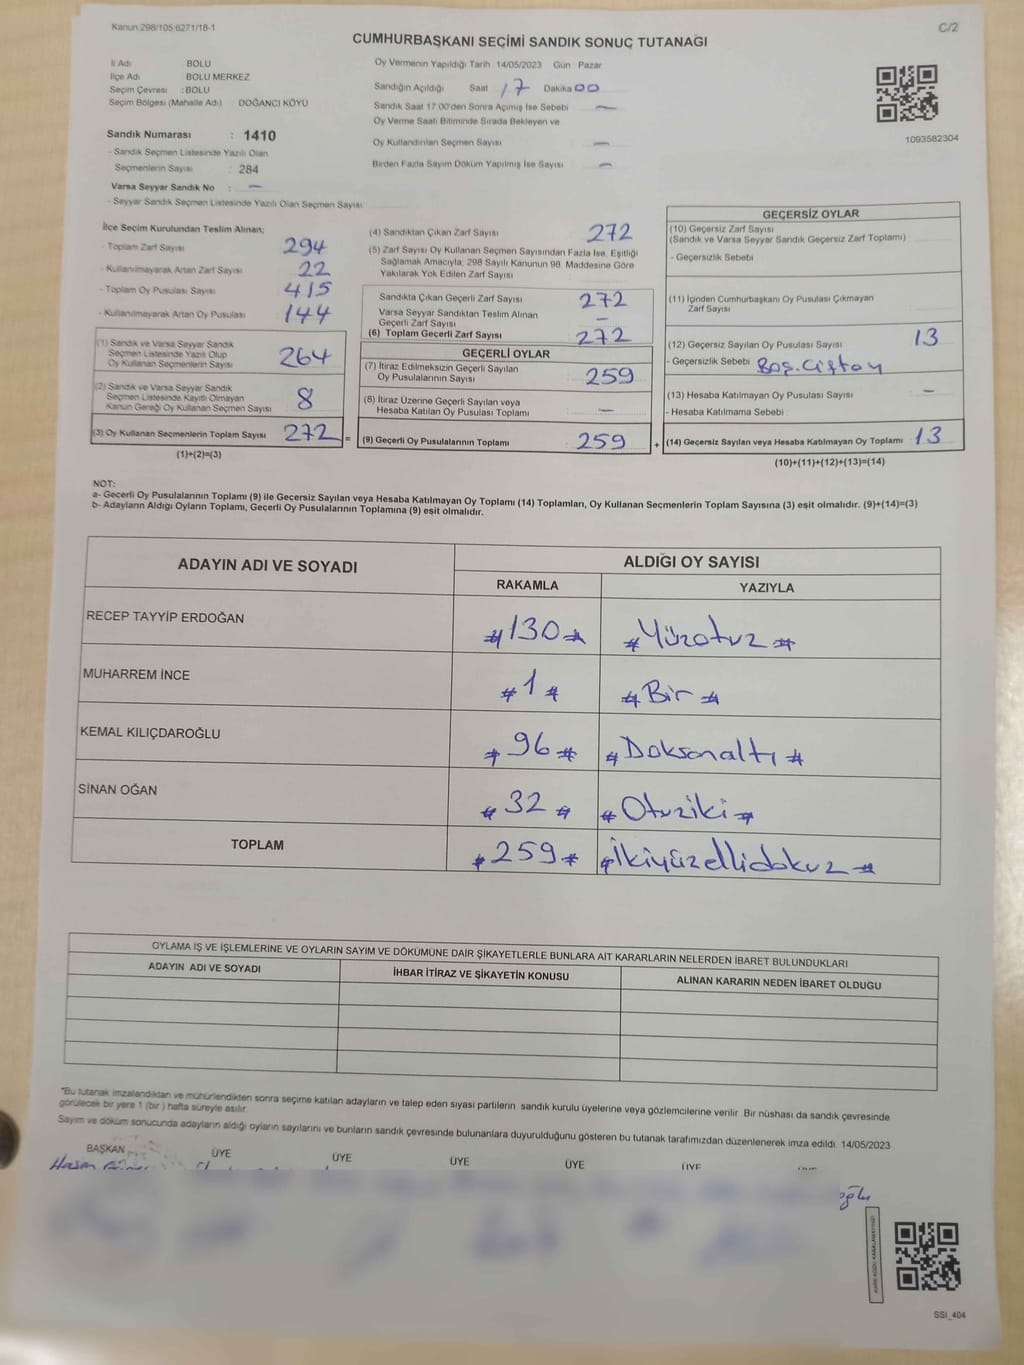 Kanun 298/105 6271/18-1
C/2
CUMHURBAŞKANI SEÇİMİ SANDIK SONUÇ TUTANAĞI
İl Adı BOLU
İlçe Adı BOLU MERKEZ
Seçim Çevresi : BOLU
Seçim Bölgesi (Mahalle Adı) : DOĞANCI KÖYÜ
Oy Vermenin Yapıldığı Tarih 14/05/2023 Gün : Pazar
Sandığın Açıldığı Saat 17 Dakika 00
Sandık Saat 17:00'den Sonra Açılmış İse Sebebi —
Oy Verme Saati Bitiminde Sırada Bekleyen ve
Oy Kullandırılan Seçmen Sayısı —
Birden Fazla Sayım Döküm Yapılmış İse Sayısı —
1093582304
Sandık Numarası : 1410
- Sandık Seçmen Listesinde Yazılı Olan
Seçmenlerin Sayısı : 284
Varsa Seyyar Sandık No : —
- Seyyar Sandık Seçmen Listesinde Yazılı Olan Seçmen Sayısı
İlçe Seçim Kurulundan Teslim Alınan;
- Toplam Zarf Sayısı 294
- Kullanılmayarak Artan Zarf Sayısı 22
- Toplam Oy Pusulası Sayısı 415
- Kullanılmayarak Artan Oy Pusulası 144
(1) Sandık ve Varsa Seyyar Sandık
Seçmen Listesinde Yazılı Olup
Oy Kullanan Seçmenlerin Sayısı 264
(2) Sandık ve Varsa Seyyar Sandık
Seçmen Listesinde Kayıtlı Olmayan
Kanun Gereği Oy Kullanan Seçmen Sayısı 8
(3) Oy Kullanan Seçmenlerin Toplam Sayısı 272 =
(1)+(2)=(3)
(4) Sandıktan Çıkan Zarf Sayısı 272
(5) Zarf Sayısı Oy Kullanan Seçmen Sayısından Fazla İse, Eşitliği
Sağlamak Amacıyla, 298 Sayılı Kanunun 98. Maddesine Göre
Yakılarak Yok Edilen Zarf Sayısı
Sandıkta Çıkan Geçerli Zarf Sayısı 272
Varsa Seyyar Sandıktan Teslim Alınan
Geçerli Zarf Sayısı —
(6) Toplam Geçerli Zarf Sayısı 272
GEÇERLİ OYLAR
(7) İtiraz Edilmeksizin Geçerli Sayılan
Oy Pusulalarının Sayısı 259
(8) İtiraz Üzerine Geçerli Sayılan veya
Hesaba Katılan Oy Pusulası Toplamı —
(9) Geçerli Oy Pusulalarının Toplamı 259 +
GEÇERSİZ OYLAR
(10) Geçersiz Zarf Sayısı
(Sandık ve Varsa Seyyar Sandık Geçersiz Zarf Toplamı)
- Geçersizlik Sebebi
(11) İçinden Cumhurbaşkanı Oy Pusulası Çıkmayan
Zarf Sayısı
(12) Geçersiz Sayılan Oy Pusulası Sayısı 13
- Geçersizlik Sebebi Boş. Çift oy
(13) Hesaba Katılmayan Oy Pusulası Sayısı —
- Hesaba Katılmama Sebebi
(14) Geçersiz Sayılan veya Hesaba Katılmayan Oy Toplamı 13
(10)+(11)+(12)+(13)=(14)
NOT:
a- Geçerli Oy Pusulalarının Toplamı (9) ile Geçersiz Sayılan veya Hesaba Katılmayan Oy Toplamı (14) Toplamları, Oy Kullanan Seçmenlerin Toplam Sayısına (3) eşit olmalıdır. (9)+(14)=(3)
b- Adayların Aldığı Oyların Toplamı, Geçerli Oy Pusulalarının Toplamına (9) eşit olmalıdır.
ADAYIN ADI VE SOYADI
ALDIĞI OY SAYISI
RAKAMLA YAZIYLA
RECEP TAYYİP ERDOĞAN #130# #Yüzotuz#
MUHARREM İNCE #1# #Bir#
KEMAL KILIÇDAROĞLU #96# #Doksanaltı#
SİNAN OĞAN #32# #Otuziki#
TOPLAM #259# #İkiyüzellidokuz#
OYLAMA İŞ VE İŞLEMLERİNE VE OYLARIN SAYIM VE DÖKÜMÜNE DAİR ŞİKAYETLERLE BUNLARA AİT KARARLARIN NELERDEN İBARET BULUNDUKLARI
ADAYIN ADI VE SOYADI İHBAR İTİRAZ VE ŞİKAYETİN KONUSU ALINAN KARARIN NEDEN İBARET OLDUĞU
*Bu tutanak imzalandıktan ve mühürlendikten sonra seçime katılan adayların ve talep eden siyasi partilerin sandık kurulu üyelerine veya gözlemcilerine verilir. Bir nüshası da sandık çevresinde
görülecek bir yere 1 (bir) hafta süreyle asılır.
Sayım ve döküm sonucunda adayların aldığı oyların sayılarını ve bunların sandık çevresinde bulunanlara duyurulduğunu gösteren bu tutanak tarafımızdan düzenlenerek imza edildi. 14/05/2023
BAŞKAN ÜYE ÜYE ÜYE ÜYE ÜYE
Hasan
oğlu
SSI_404